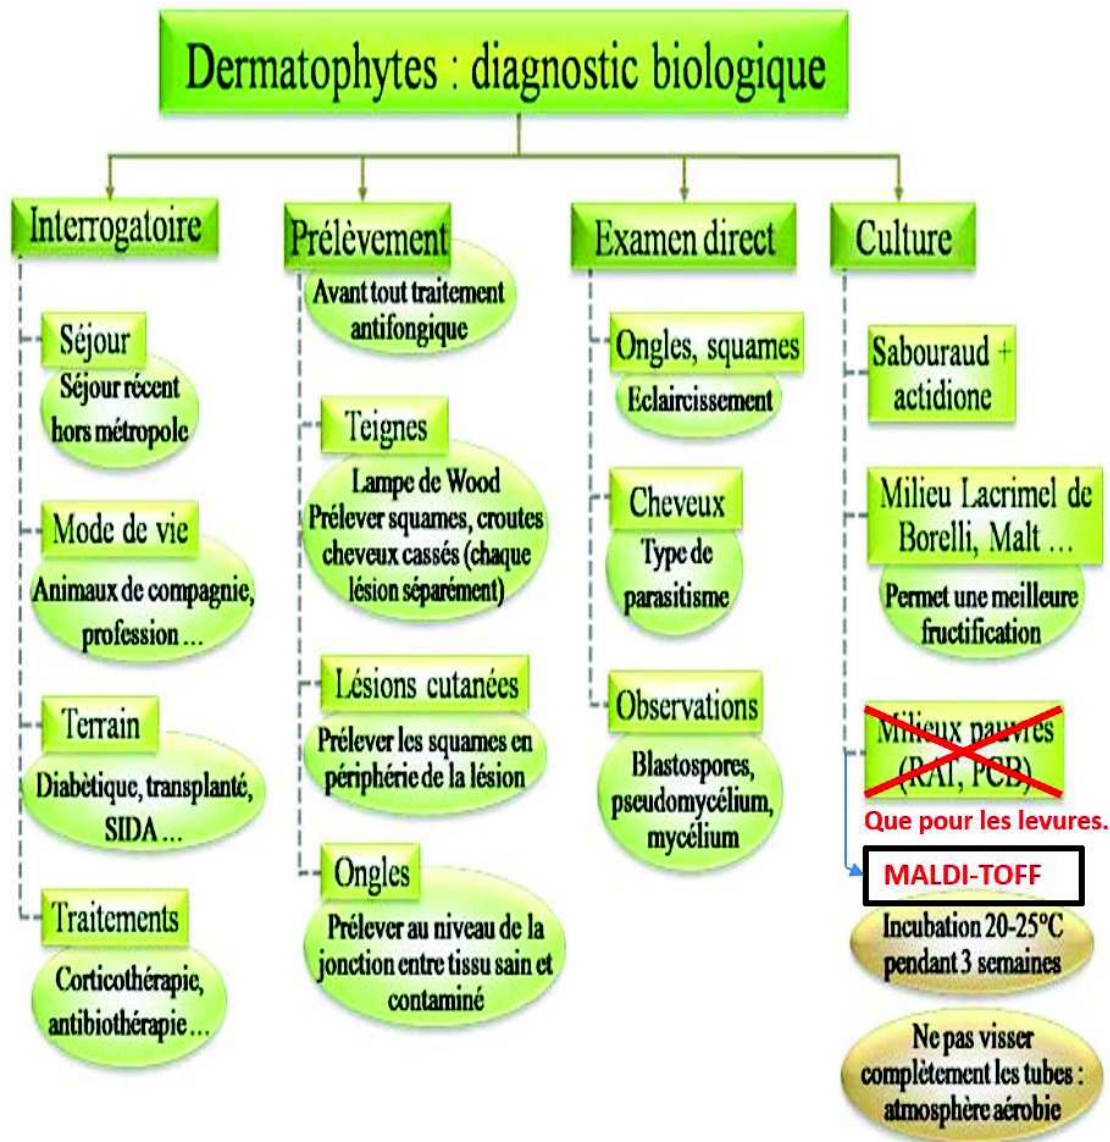 Dermatophytes : diagnostic biologique
Interrogatoire
Séjour
Séjour récent
hors métropole
Mode de vie
Animaux de compagnie,
profession ...
Terrain
Diabètique, transplanté,
SIDA ...
Traitements
Corticothérapie,
antibiothérapie ...
Prélèvement
Avant tout traitement
antifongique
Teignes
Lampe de Wood
Prélever squames, croutes
cheveux cassés (chaque
lésion séparément)
Lésions cutanées
Prélever les squames en
périphérie de la lésion
Ongles
Prélever au niveau de la
jonction entre tissu sain et
contaminé
Examen direct
Ongles, squames
Eclaircissement
Cheveux
Type de
parasitisme
Observations
Blastospores,
pseudomycélium,
mycélium
Culture
Sabouraud +
actidione
Milieu Lacrimel de
Borelli, Malt ...
Permet une meilleure
fructification
Milieux pauvres
(RAT, PCB)
Que pour les levures.
MALDI-TOFF
Incubation 20-25°C
pendant 3 semaines
Ne pas visser
complètement les tubes :
atmosphère aérobie